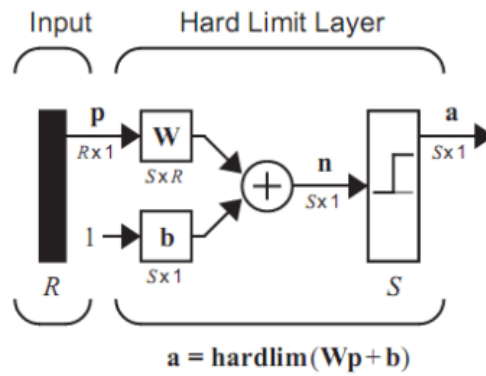 Input Hard Limit Layer
p a
W n
R x 1 S x R S x 1 S x 1
1 b
S x 1
R S
a = hardlim(Wp + b)